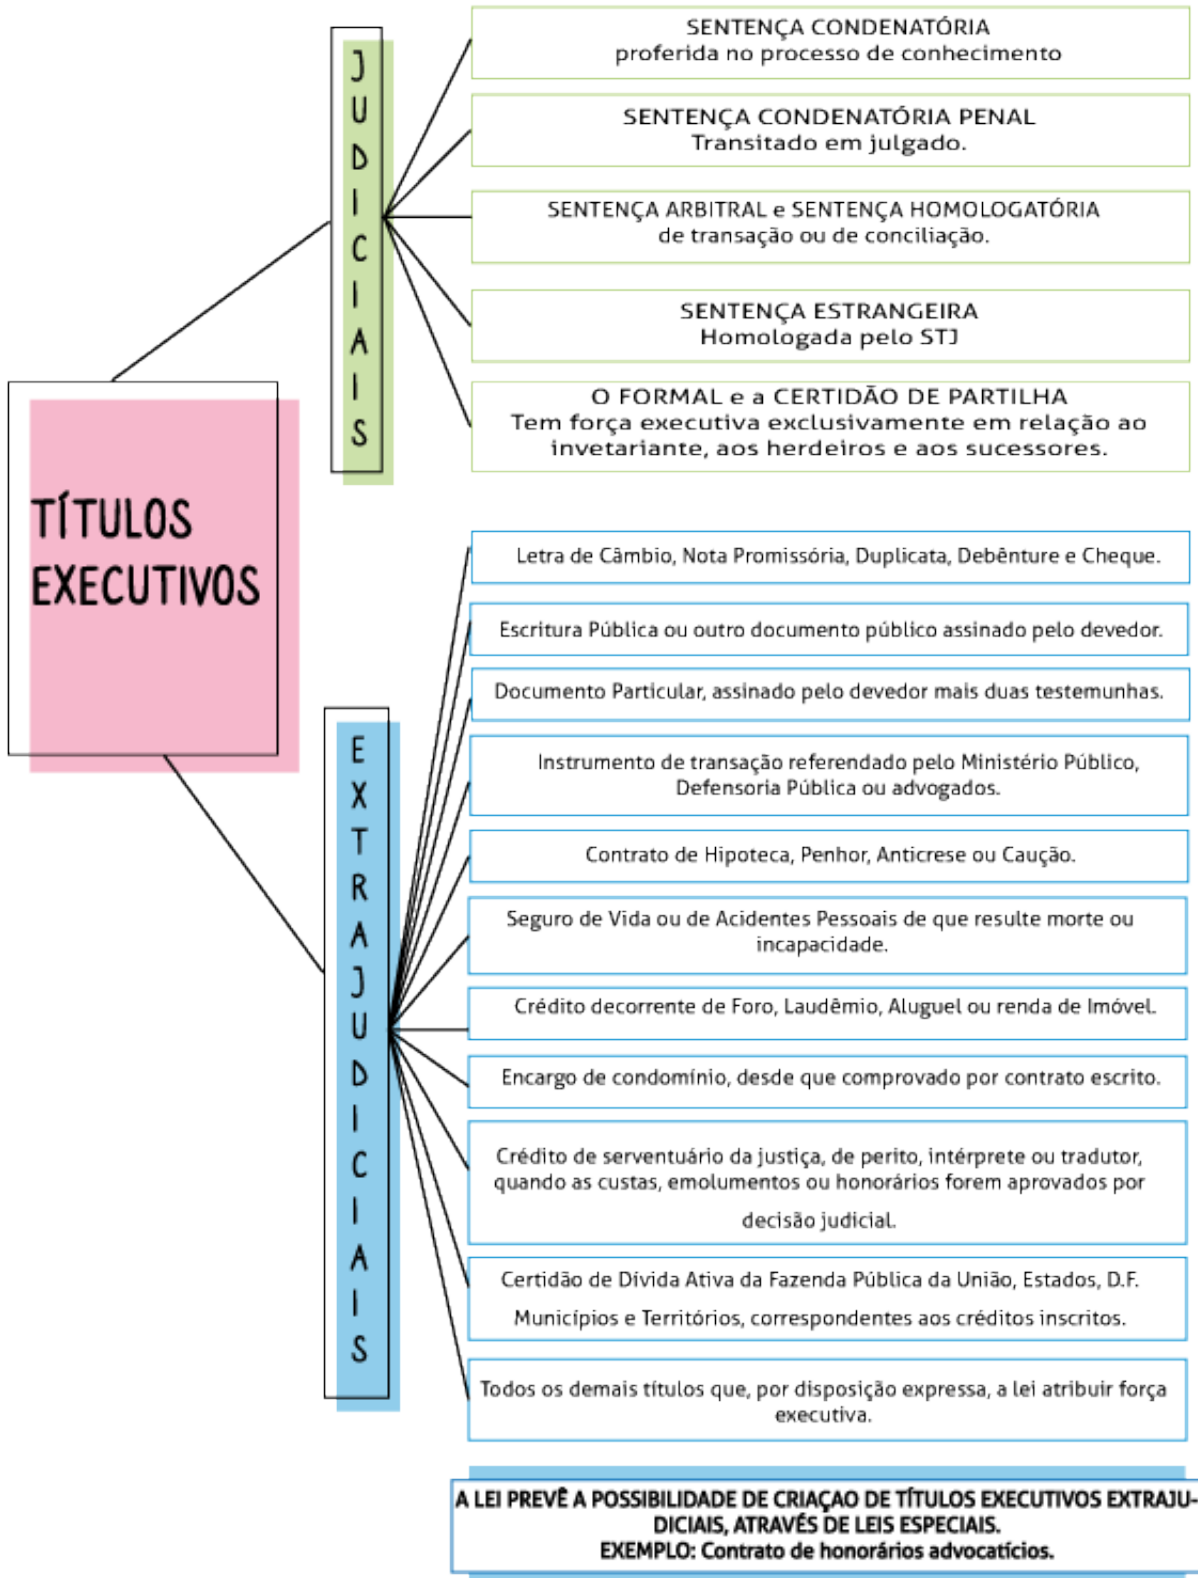 TÍTULOS
EXECUTIVOS
JUDICIAIS
SENTENÇA CONDENATÓRIA
proferida no processo de conhecimento
SENTENÇA CONDENATÓRIA PENAL
Transitado em julgado.
SENTENÇA ARBITRAL e SENTENÇA HOMOLOGATÓRIA
de transação ou de conciliação.
SENTENÇA ESTRANGEIRA
Homologada pelo STJ
O FORMAL e a CERTIDÃO DE PARTILHA
Tem força executiva exclusivamente em relação ao
invetariante, aos herdeiros e aos sucessores.
EXTRAJUDICIAIS
Letra de Câmbio, Nota Promissória, Duplicata, Debênture e Cheque.
Escritura Pública ou outro documento público assinado pelo devedor.
Documento Particular, assinado pelo devedor mais duas testemunhas.
Instrumento de transação referendado pelo Ministério Público,
Defensoria Pública ou advogados.
Contrato de Hipoteca, Penhor, Anticrese ou Caução.
Seguro de Vida ou de Acidentes Pessoais de que resulte morte ou
incapacidade.
Crédito decorrente de Foro, Laudêmio, Aluguel ou renda de Imóvel.
Encargo de condomínio, desde que comprovado por contrato escrito.
Crédito de serventuário da justiça, de perito, intérprete ou tradutor,
quando as custas, emolumentos ou honorários forem aprovados por
decisão judicial.
Certidão de Dívida Ativa da Fazenda Pública da União, Estados, D.F.
Municípios e Territórios, correspondentes aos créditos inscritos.
Todos os demais títulos que, por disposição expressa, a lei atribuir força
executiva.
A LEI PREVÊ A POSSIBILIDADE DE CRIAÇAO DE TÍTULOS EXECUTIVOS EXTRAJU-
DICIAIS, ATRAVÉS DE LEIS ESPECIAIS.
EXEMPLO: Contrato de honorários advocatícios.